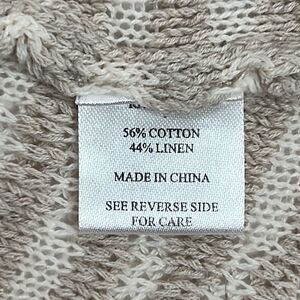 56% COTTON
44% LINEN
MADE IN CHINA
SEE REVERSE SIDE
FOR CARE